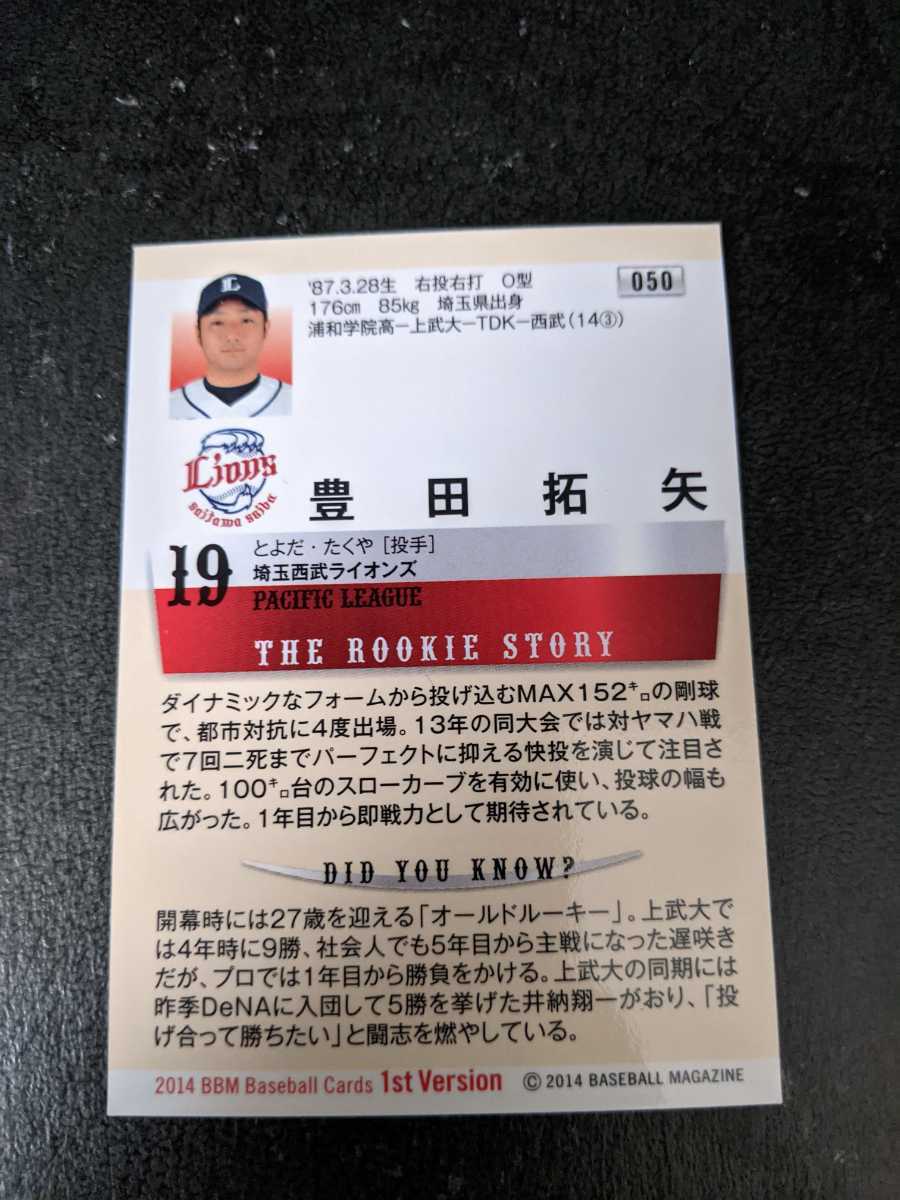 '87.3.28生 右投右打 O型
050
176cm 85kg 埼玉県出身
浦和学院高ー上武大ーTDKー西武(14③)
L
Lions
saitama seibu
豊田拓矢
19
とよだ・たくや[投手]
埼玉西武ライオンズ
PACIFIC LEAGUE
THE ROOKIE STORY
ダイナミックなフォームから投げ込むMAX152㌔の剛球
で、都市対抗に4度出場。13年の同大会では対ヤマハ戦
で7回二死までパーフェクトに抑える快投を演じて注目さ
れた。100㌔台のスローカーブを有効に使い、投球の幅も
広がった。1年目から即戦力として期待されている。
DID YOU KNOW?
開幕時には27歳を迎える「オールドルーキー」。上武大で
は4年時に9勝、社会人でも5年目から主戦になった遅咲き
だが、プロでは1年目から勝負をかける。上武大の同期には
昨季DeNAに入団して5勝を挙げた井納翔一がおり、「投
げ合って勝ちたい」と闘志を燃やしている。
2014 BBM Baseball Cards 1st Version © 2014 BASEBALL MAGAZINE